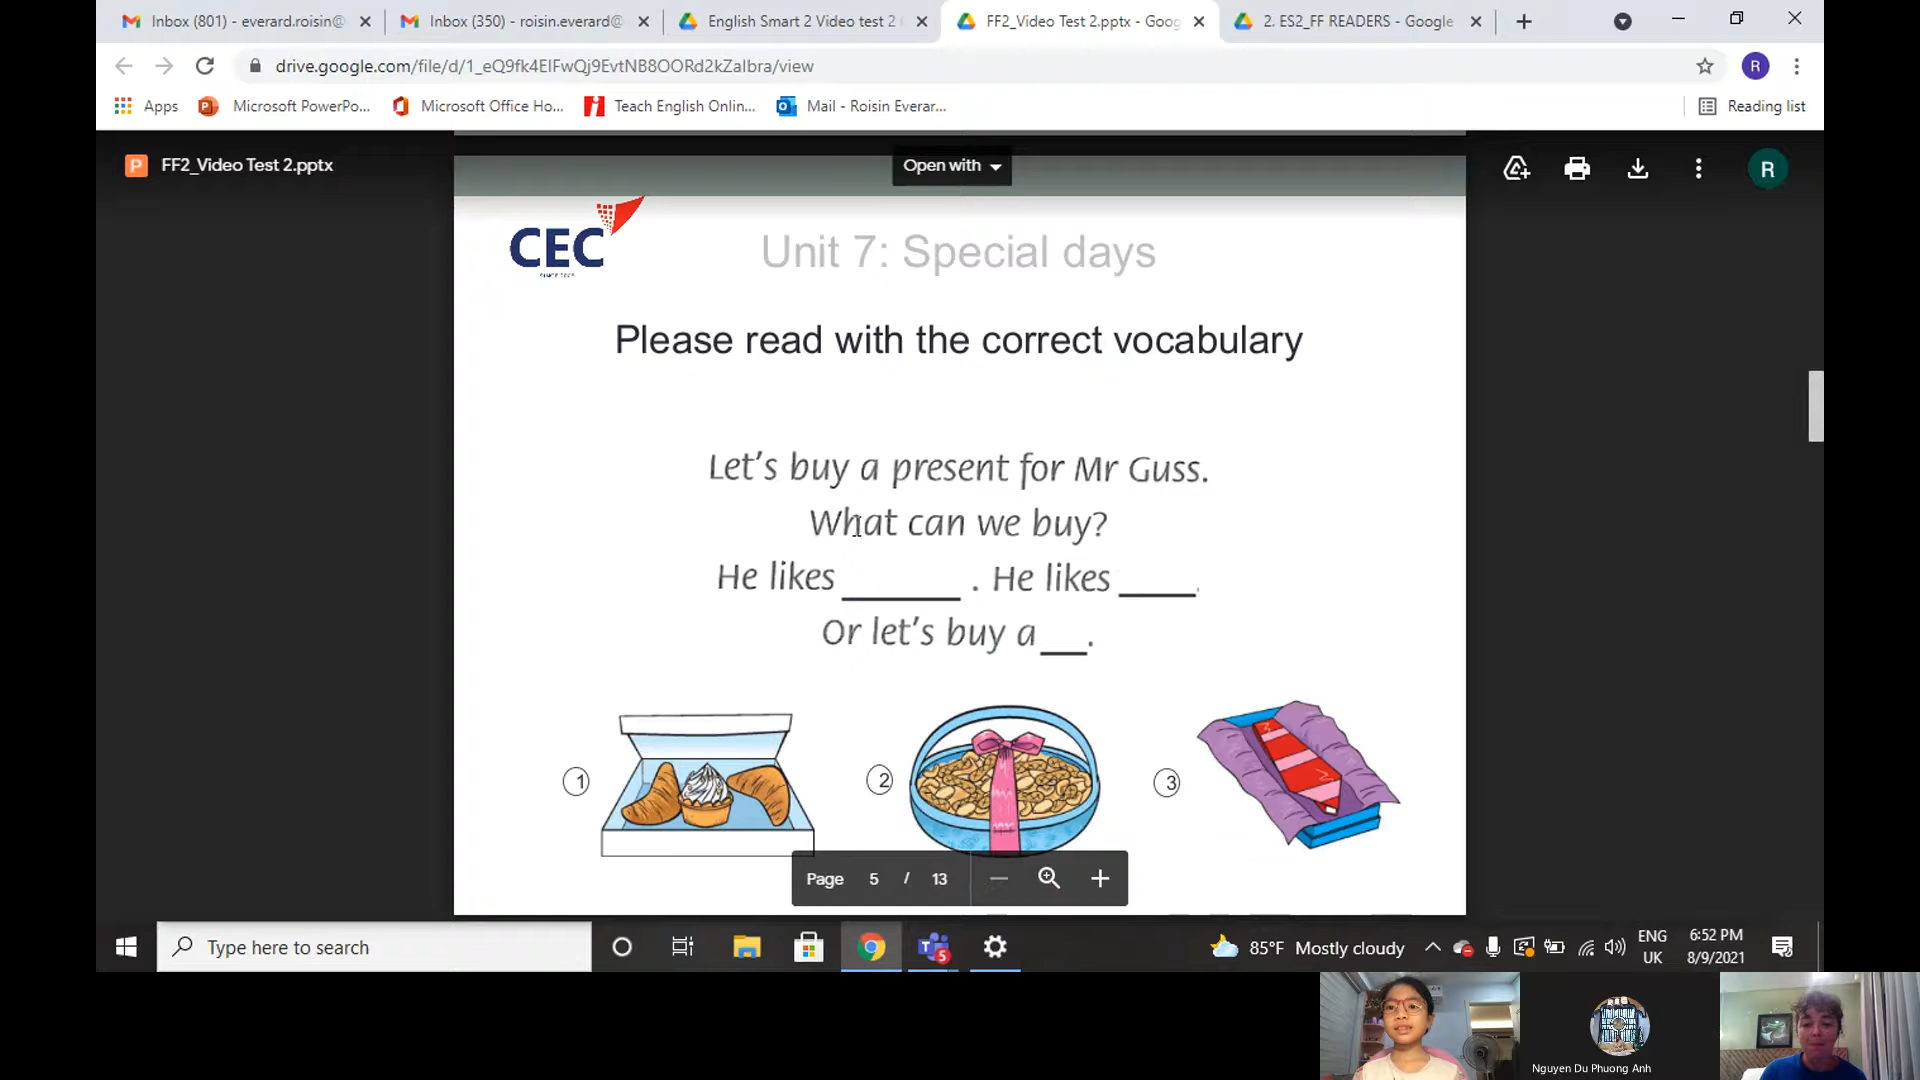 Inbox (801) - everard.roisin@
Inbox (350) - roisin.everard@
English Smart 2 Video test 2
FF2_Video Test 2.pptx - Goog
2. ES2_FF READERS - Google
drive.google.com/file/d/1_eQ9fk4ElFwQj9EvtNB8OORd2kZaIbra/view
R
Apps
Microsoft PowerPo...
Microsoft Office Ho...
Teach English Onlin...
Mail - Roisin Everar...
Reading list
P
FF2_Video Test 2.pptx
Open with
R
CEC
Unit 7: Special days
Please read with the correct vocabulary
Let's buy a present for Mr Guss.
What can we buy?
He likes ______ . He likes ____.
Or let's buy a __.
1
2
3
Page 5 / 13
Type here to search
5
85°F Mostly cloudy
ENG
UK
6:52 PM
8/9/2021
Nguyen Du Phuong Anh